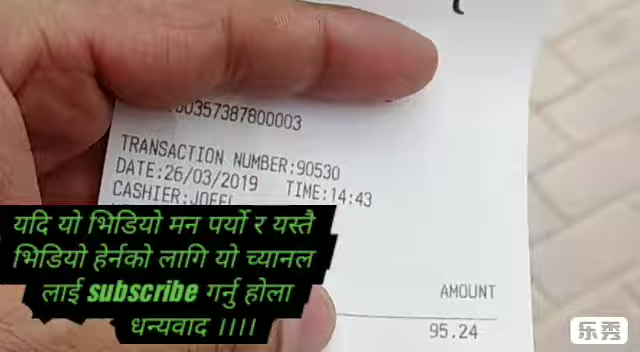 00357387800003
TRANSACTION NUMBER:90530
DATE:26/03/2019 TIME:14:43
CASHIER:
AMOUNT
95.24
यदि यो भिडियो मन पर्यो र यस्तै
भिडियो हेर्नको लागि यो च्यानल
लाई subscribe गर्नु होला
धन्यवाद ।।।।
乐秀